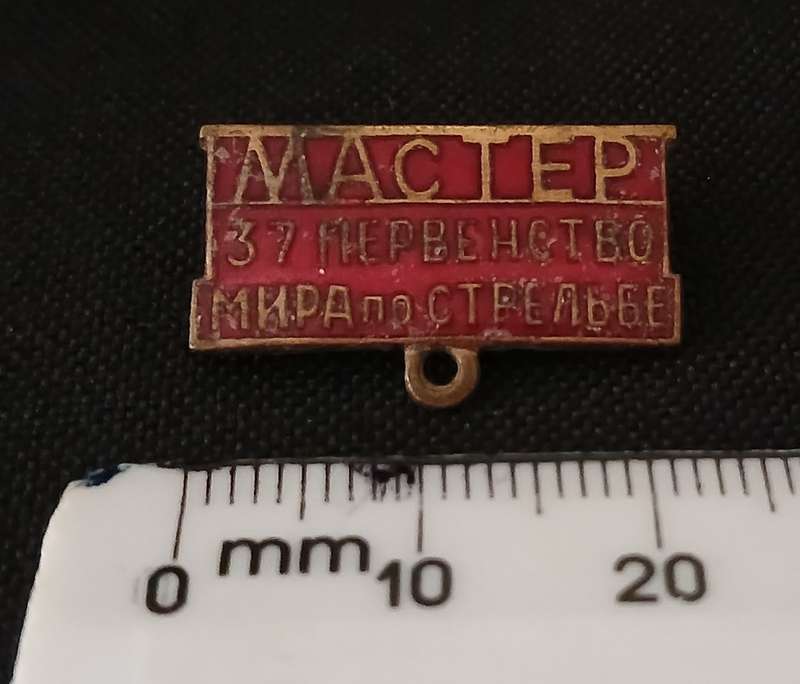 МАСТЕР
37 ПЕРВЕНСТВО
МИРА по СТРЕЛЬБЕ
mm
0 10 20